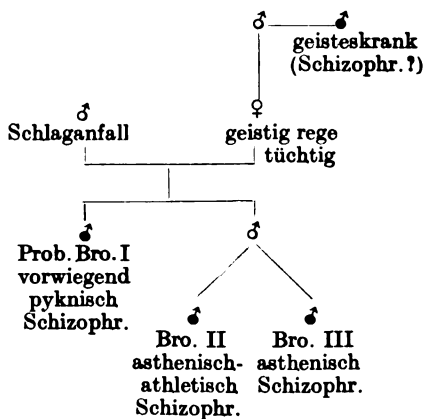 geisteskrank
(Schizophr. ?)
Schlaganfall
geistig rege
tüchtig
Prob. Bro. I
vorwiegend
pyknisch
Schizophr.
Bro. II
asthenisch-
athletisch
Schizophr.
Bro. III
asthenisch
Schizophr.